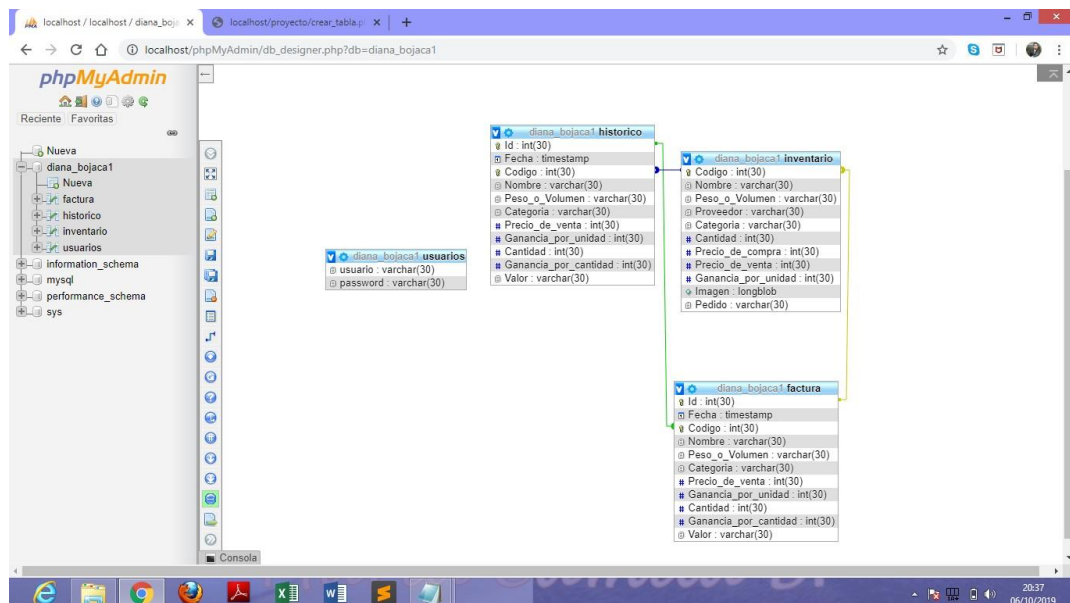 localhost / localhost / diana_boja
localhost/proyecto/crear_tabla.p
localhost/phpMyAdmin/db_designer.php?db=diana_bojaca1
phpMyAdmin
Reciente Favoritas
Nueva
diana_bojaca1
Nueva
factura
historico
inventario
usuarios
information_schema
mysql
performance_schema
sys
diana_bojaca1 usuarios
usuario : varchar(30)
password : varchar(30)
diana_bojaca1 historico
Id : int(30)
Fecha : timestamp
Codigo : int(30)
Nombre : varchar(30)
Peso_o_Volumen : varchar(30)
Categoria : varchar(30)
Precio_de_venta : int(30)
Ganancia_por_unidad : int(30)
Cantidad : int(30)
Ganancia_por_cantidad : int(30)
Valor : varchar(30)
diana_bojaca1 inventario
Codigo : int(30)
Nombre : varchar(30)
Peso_o_Volumen : varchar(30)
Proveedor : varchar(30)
Categoria : varchar(30)
Cantidad : int(30)
Precio_de_compra : int(30)
Precio_de_venta : int(30)
Ganancia_por_unidad : int(30)
Imagen : longblob
Pedido : varchar(30)
diana_bojaca1 factura
Id : int(30)
Fecha : timestamp
Codigo : int(30)
Nombre : varchar(30)
Peso_o_Volumen : varchar(30)
Categoria : varchar(30)
Precio_de_venta : int(30)
Ganancia_por_unidad : int(30)
Cantidad : int(30)
Ganancia_por_cantidad : int(30)
Valor : varchar(30)
Consola
20:37
06/10/2019